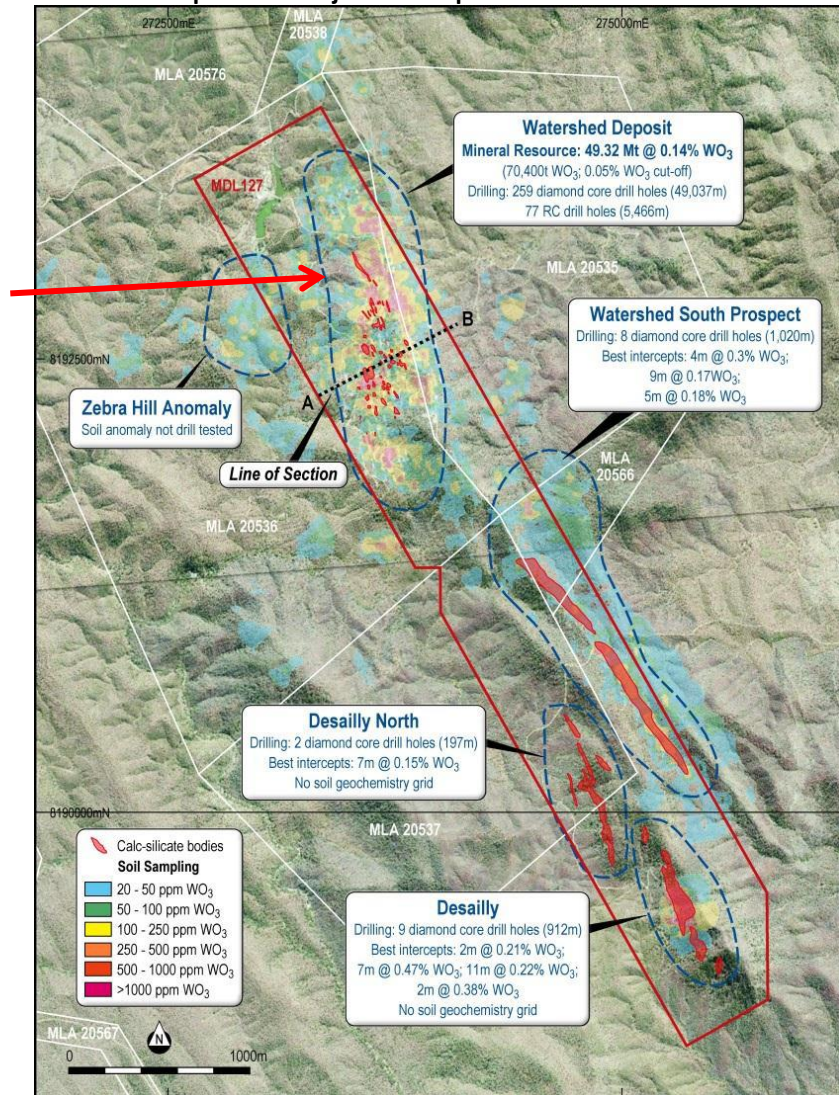 272500mE
275000mE
MLA
20538
MLA 20576
Watershed Deposit
Mineral Resource: 49.32 Mt @ 0.14% WO₃
(70,400t WO₃; 0.05% WO₃ cut-off)
Drilling: 259 diamond core drill holes (49,037m)
77 RC drill holes (5,466m)
MDL127
MLA 20535
Watershed South Prospect
Drilling: 8 diamond core drill holes (1,020m)
Best intercepts: 4m @ 0.3% WO₃;
9m @ 0.17WO₃;
5m @ 0.18% WO₃
B
8192500mN
A
Zebra Hill Anomaly
Soil anomaly not drill tested
Line of Section
MLA
20566
MLA 20536
Desailly North
Drilling: 2 diamond core drill holes (197m)
Best intercepts: 7m @ 0.15% WO₃
No soil geochemistry grid
8190000mN
MLA 20537
Calc-silicate bodies
Soil Sampling
20 - 50 ppm WO₃
50 - 100 ppm WO₃
100 - 250 ppm WO₃
250 - 500 ppm WO₃
500 - 1000 ppm WO₃
>1000 ppm WO₃
Desailly
Drilling: 9 diamond core drill holes (912m)
Best intercepts: 2m @ 0.21% WO₃;
7m @ 0.47% WO₃; 11m @ 0.22% WO₃;
2m @ 0.38% WO₃
No soil geochemistry grid
MLA 20567
N
0
1000m